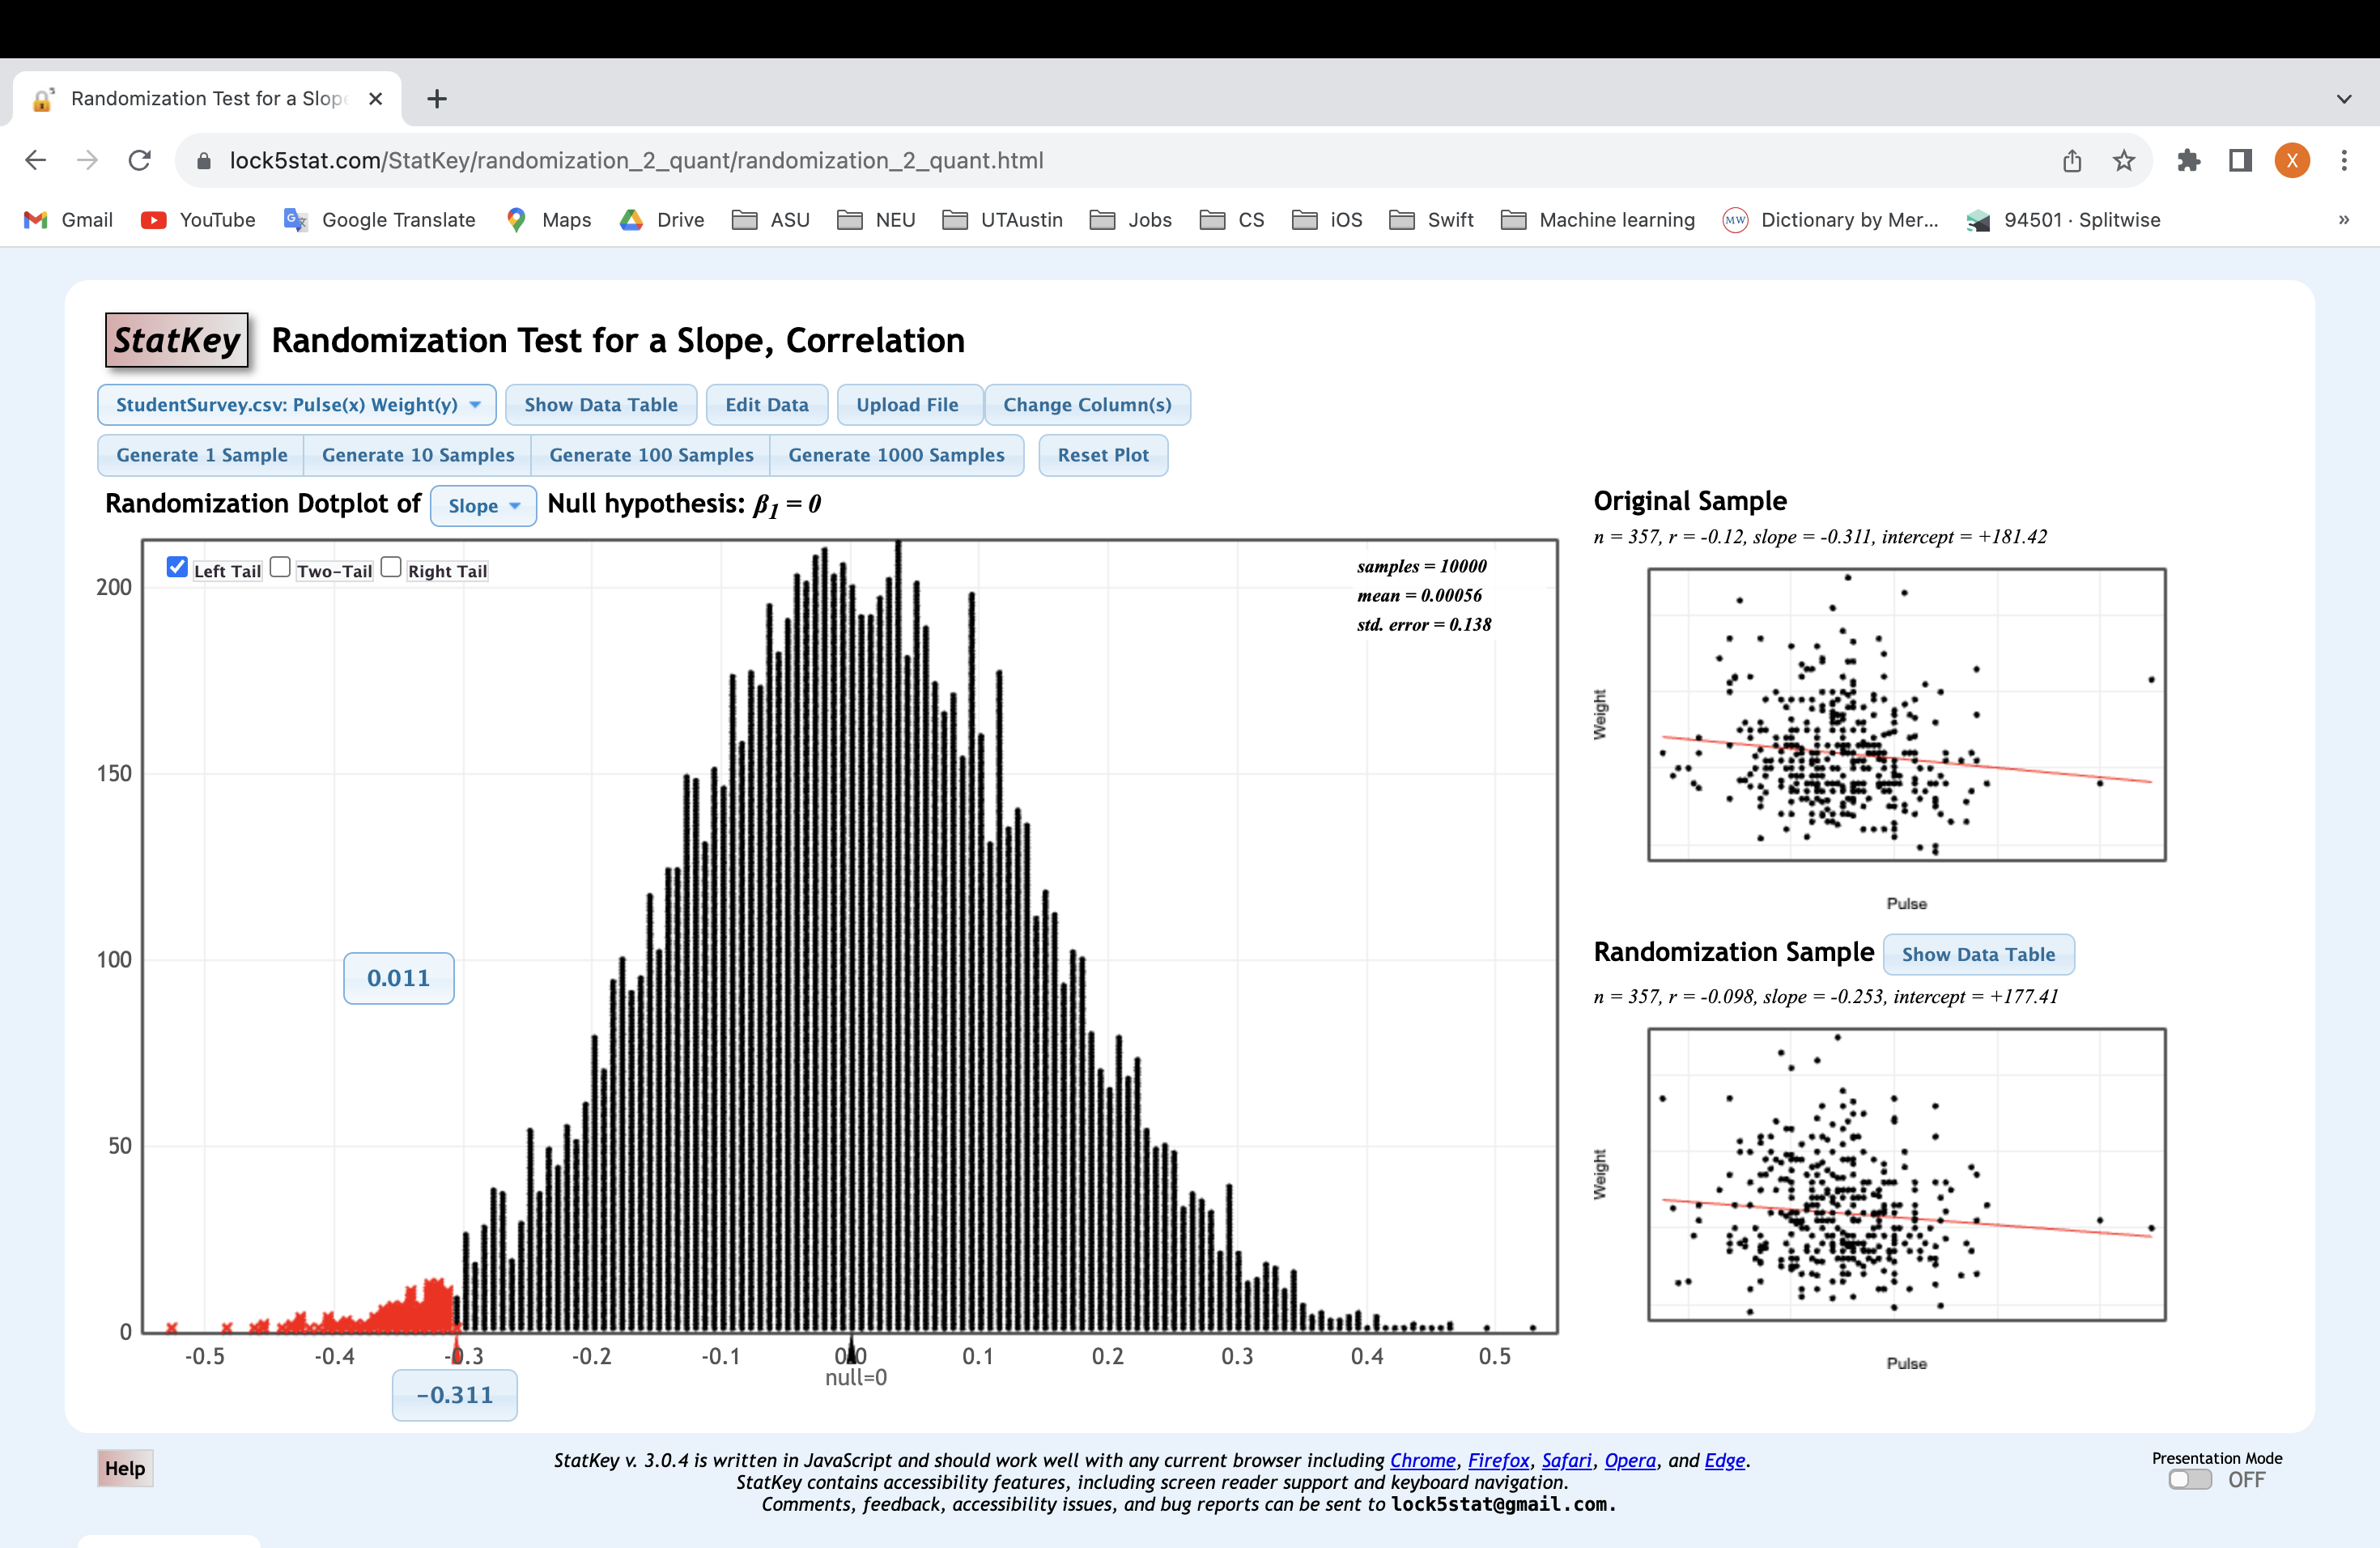 Randomization Test for a Slope
lock5stat.com/StatKey/randomization_2_quant/randomization_2_quant.html
X
Gmail YouTube Google Translate Maps Drive ASU NEU UTAustin Jobs CS iOS Swift Machine learning Dictionary by Mer... 94501 · Splitwise »
StatKey Randomization Test for a Slope, Correlation
StudentSurvey.csv: Pulse(x) Weight(y) Show Data Table Edit Data Upload File Change Column(s)
Generate 1 Sample Generate 10 Samples Generate 100 Samples Generate 1000 Samples Reset Plot
Randomization Dotplot of Slope Null hypothesis: β1 = 0
Left Tail Two-Tail Right Tail
samples = 10000
mean = 0.00056
std. error = 0.138
200
150
100
50
0
0.011
-0.5 -0.4 -0.3 -0.2 -0.1 0.0 0.1 0.2 0.3 0.4 0.5
null=0
-0.311
Original Sample
n = 357, r = -0.12, slope = -0.311, intercept = +181.42
Weight
Pulse
Randomization Sample Show Data Table
n = 357, r = -0.098, slope = -0.253, intercept = +177.41
Weight
Pulse
Help
StatKey v. 3.0.4 is written in JavaScript and should work well with any current browser including Chrome, Firefox, Safari, Opera, and Edge.
StatKey contains accessibility features, including screen reader support and keyboard navigation.
Comments, feedback, accessibility issues, and bug reports can be sent to lock5stat@gmail.com.
Presentation Mode
OFF